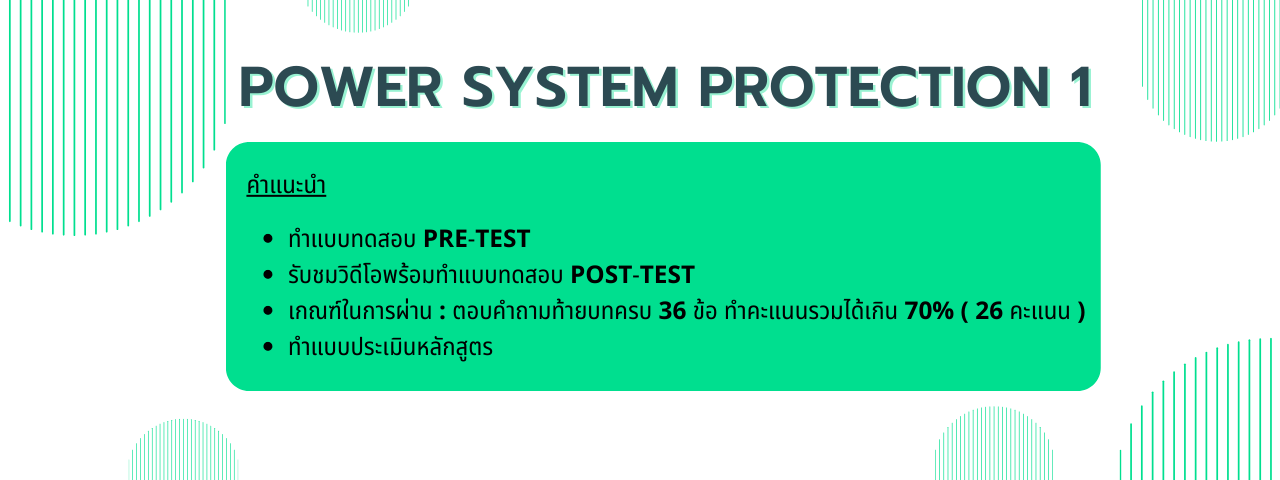 POWER SYSTEM PROTECTION 1
คำแนะนำ
• ทำแบบทดสอบ PRE-TEST
• รับชมวิดีโอพร้อมทำแบบทดสอบ POST-TEST
• เกณฑ์ในการผ่าน : ตอบคำถามท้ายบทครบ 36 ข้อ ทำคะแนนรวมได้เกิน 70% ( 26 คะแนน )
• ทำแบบประเมินหลักสูตร